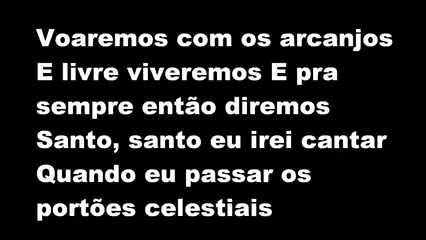 Voaremos com os arcanjos
E livre viveremos E pra
sempre então diremos
Santo, santo eu irei cantar
Quando eu passar os
portões celestiais